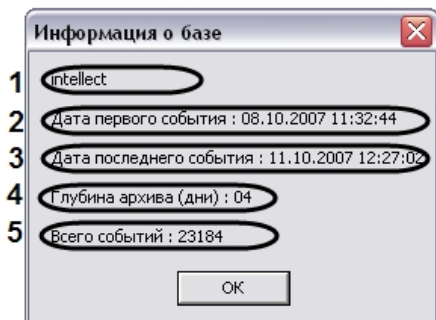 Информация о базе
1 intellect
2 Дата первого события : 08.10.2007 11:32:44
3 Дата последнего события : 11.10.2007 12:27:02
4 Глубина архива (дни) : 04
5 Всего событий : 23184
OK